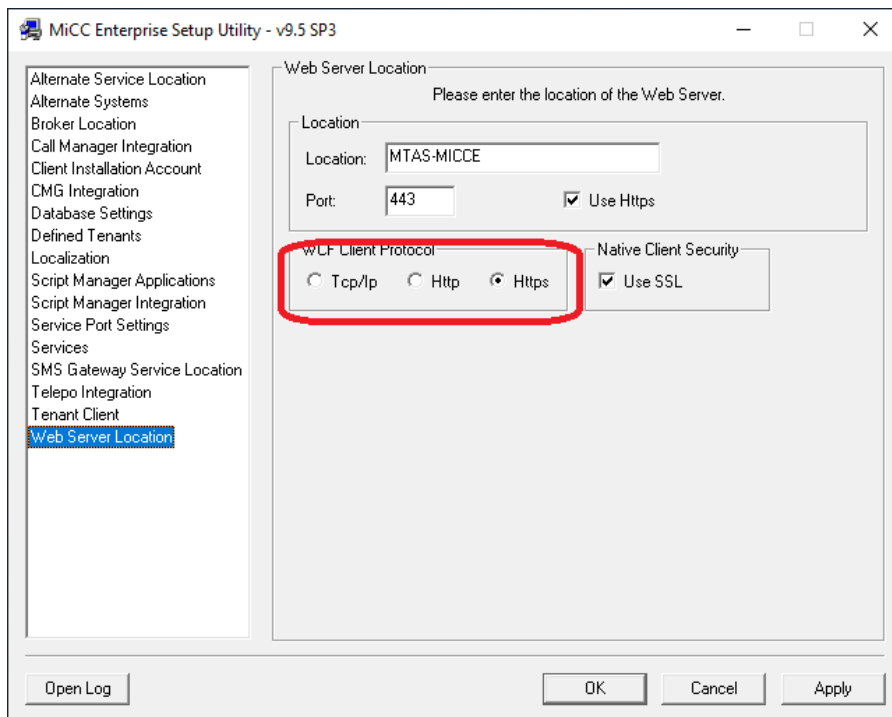 MiCC Enterprise Setup Utility - v9.5 SP3
Alternate Service Location
Alternate Systems
Broker Location
Call Manager Integration
Client Installation Account
CMG Integration
Database Settings
Defined Tenants
Localization
Script Manager Applications
Script Manager Integration
Service Port Settings
Services
SMS Gateway Service Location
Telepo Integration
Tenant Client
Web Server Location
Web Server Location
Please enter the location of the Web Server.
Location
Location: MTAS-MICCE
Port: 443 Use Https
WCF Client Protocol Native Client Security
Tcp/Ip Http Https Use SSL
Open Log OK Cancel Apply